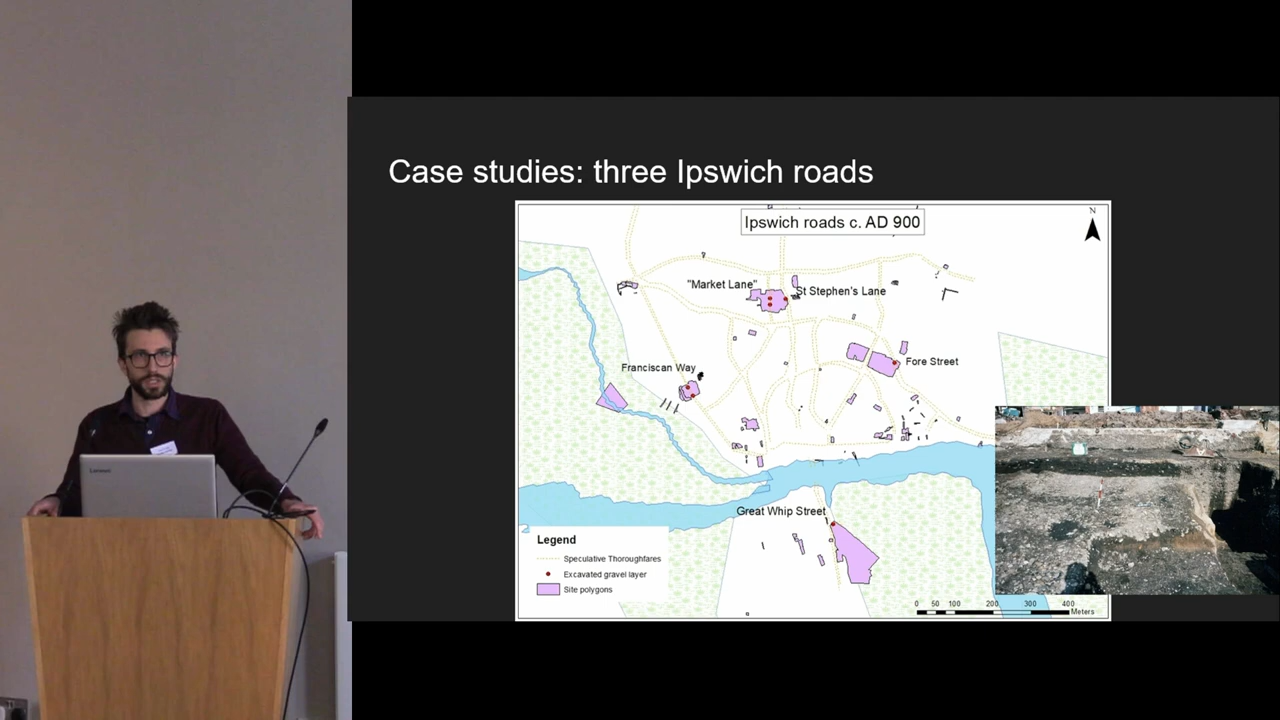 Case studies: three Ipswich roads
Ipswich roads c. AD 900
N
"Market Lane"
St Stephen's Lane
Franciscan Way
Fore Street
Great Whip Street
Legend
Speculative Thoroughfares
Excavated gravel layer
Site polygons
0 50 100 200 300 400
Meters
Lenovo